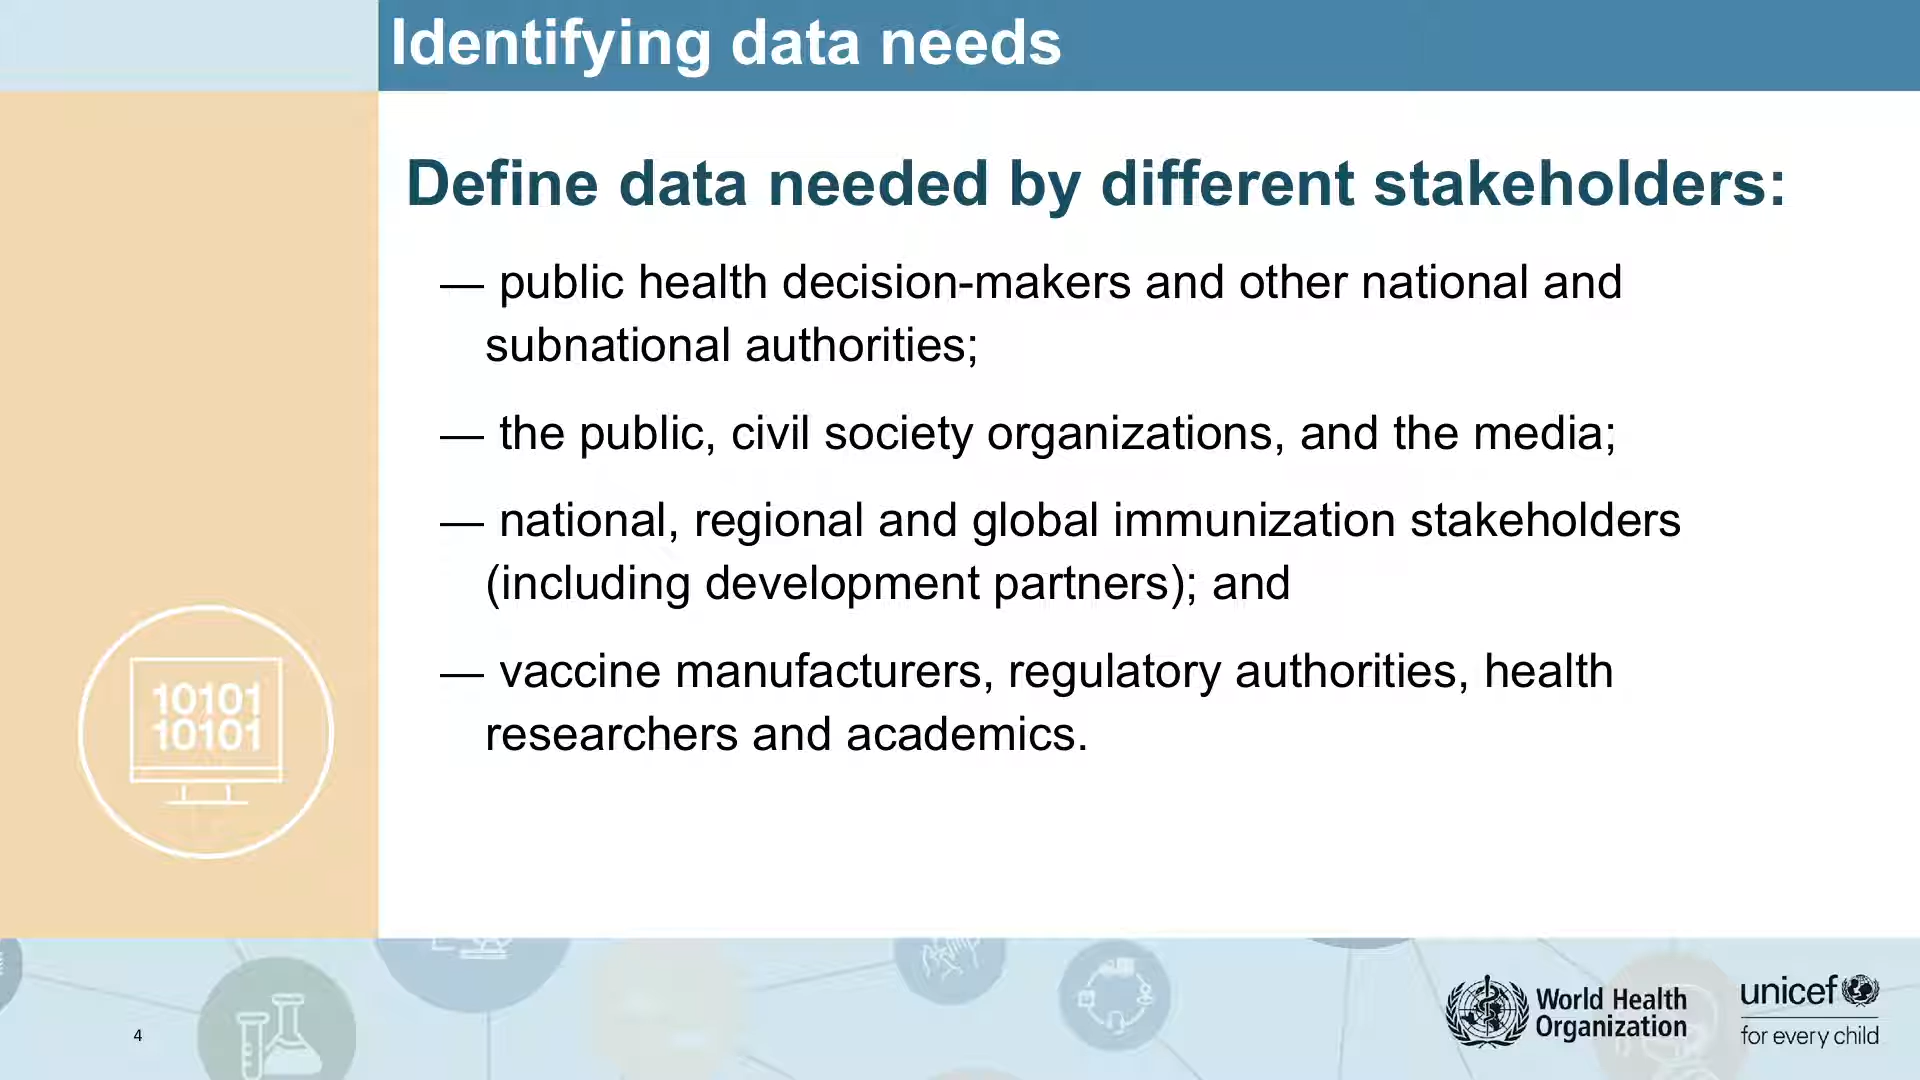 Identifying data needs
Define data needed by different stakeholders:
— public health decision-makers and other national and
subnational authorities;
— the public, civil society organizations, and the media;
— national, regional and global immunization stakeholders
(including development partners); and
— vaccine manufacturers, regulatory authorities, health
researchers and academics.
10101
10101
4
World Health
Organization
unicef
for every child